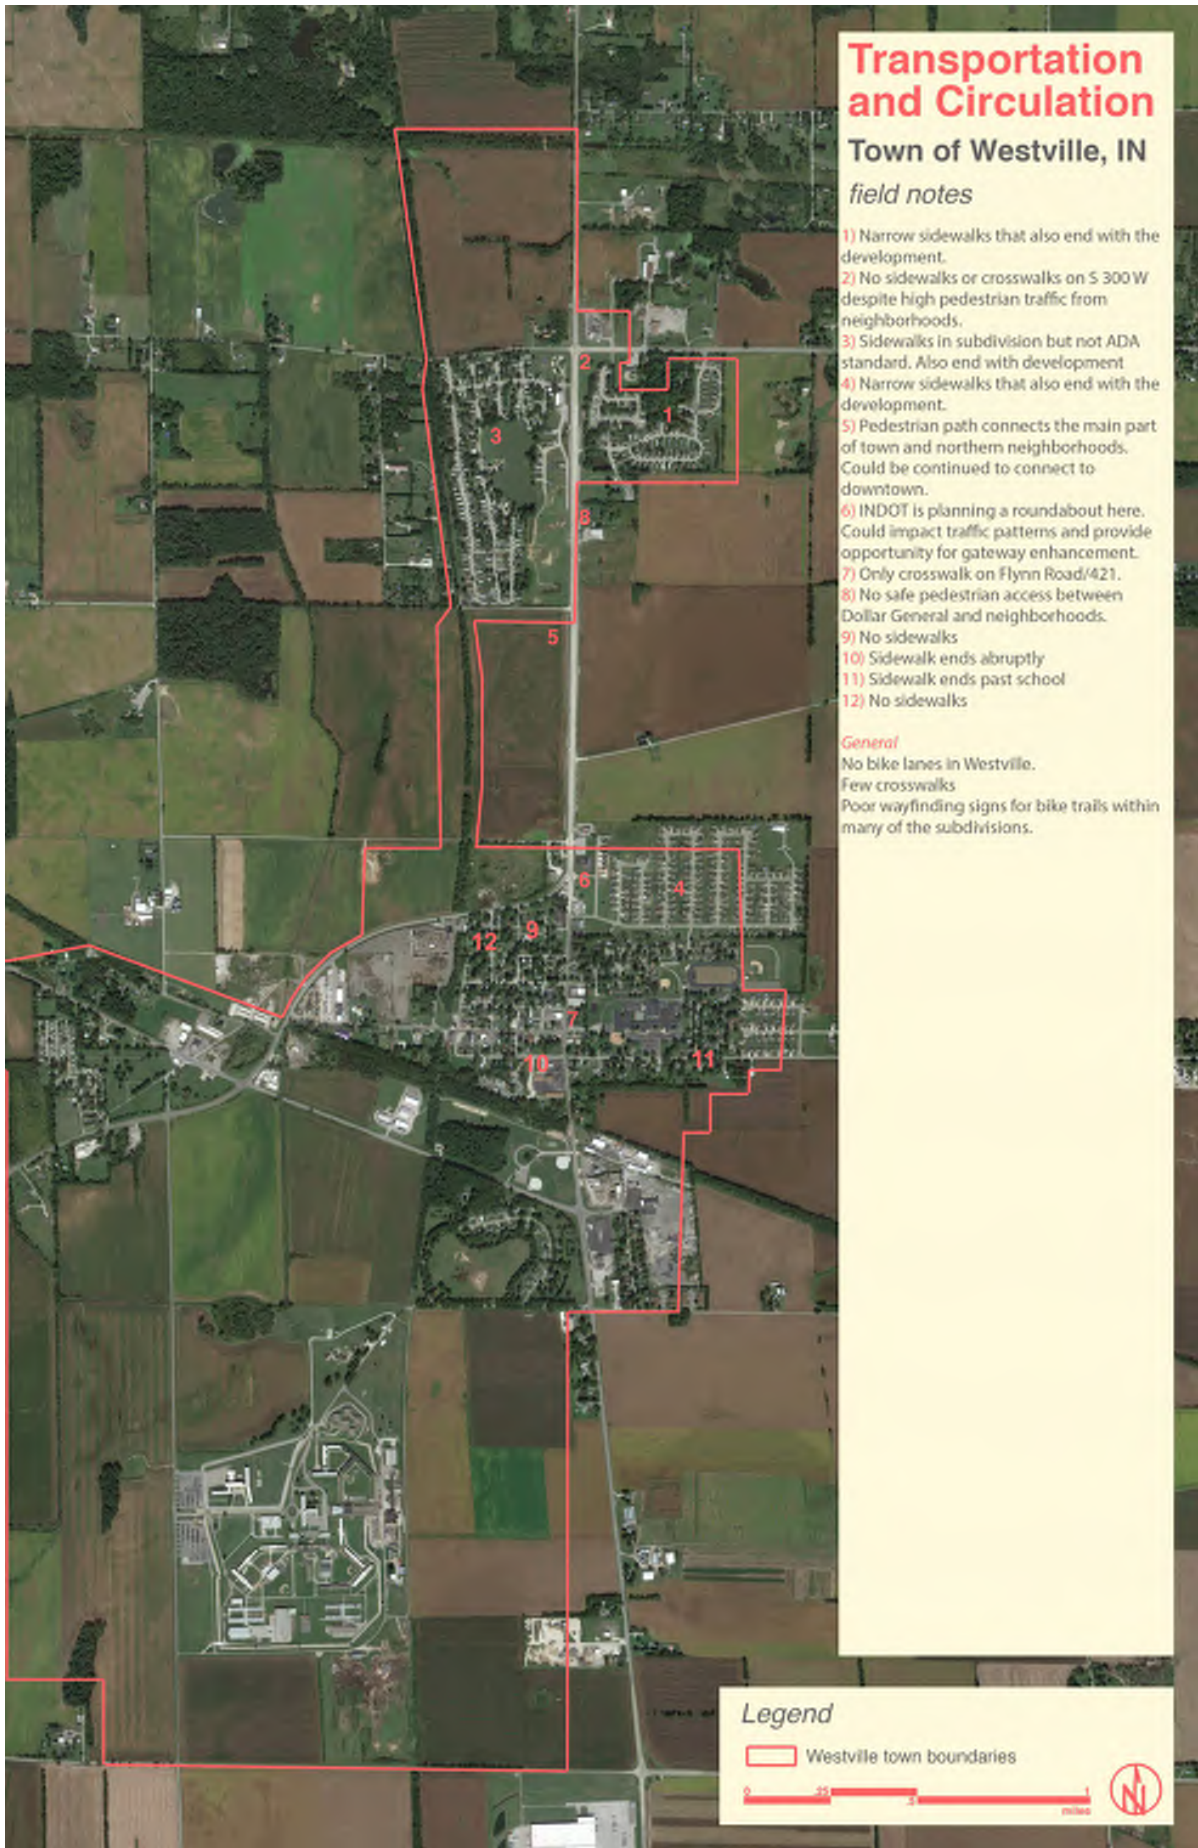 Transportation
and Circulation
Town of Westville, IN
field notes
1) Narrow sidewalks that also end with the
development.
2) No sidewalks or crosswalks on S 300 W
despite high pedestrian traffic from
neighborhoods.
3) Sidewalks in subdivision but not ADA
standard. Also end with development
4) Narrow sidewalks that also end with the
development.
5) Pedestrian path connects the main part
of town and northern neighborhoods.
Could be continued to connect to
downtown.
6) INDOT is planning a roundabout here.
Could impact traffic patterns and provide
opportunity for gateway enhancement.
7) Only crosswalk on Flynn Road/421.
8) No safe pedestrian access between
Dollar General and neighborhoods.
9) No sidewalks
10) Sidewalk ends abruptly
11) Sidewalk ends past school
12) No sidewalks
General
No bike lanes in Westville.
Few crosswalks
Poor wayfinding signs for bike trails within
many of the subdivisions.
2
1
3
8
5
6
4
9
12
7
10
11
Legend
Westville town boundaries
0 .25 .5 1
miles
N